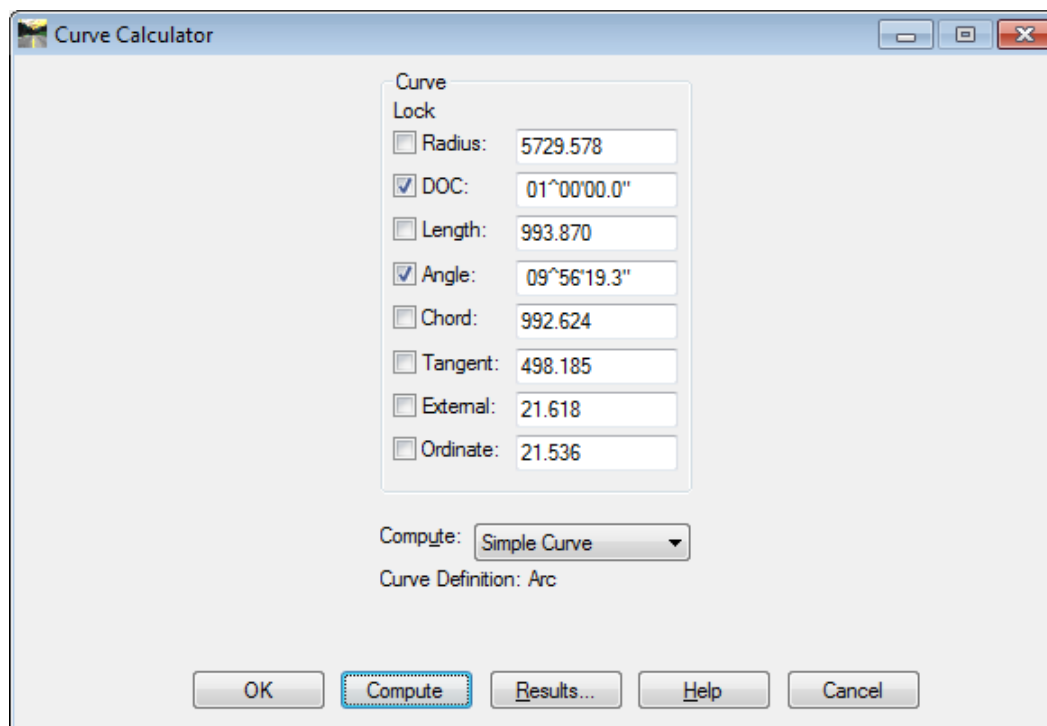 Curve Calculator
Curve
Lock
Radius: 5729.578
DOC: 01^00'00.0"
Length: 993.870
Angle: 09^56'19.3"
Chord: 992.624
Tangent: 498.185
External: 21.618
Ordinate: 21.536
Compute: Simple Curve
Curve Definition: Arc
OK Compute Results... Help Cancel